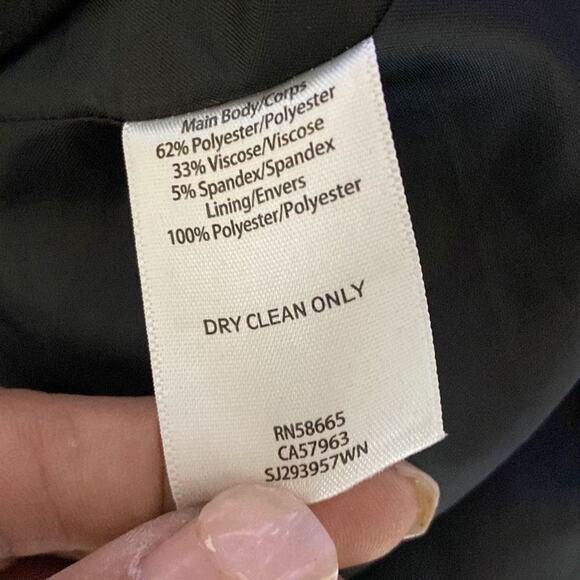 Main Body/Corps
62% Polyester/Polyester
33% Viscose/Viscose
5% Spandex/Spandex
Lining/Envers
100% Polyester/Polyester
DRY CLEAN ONLY
RN58665
CA57963
SJ293957WN